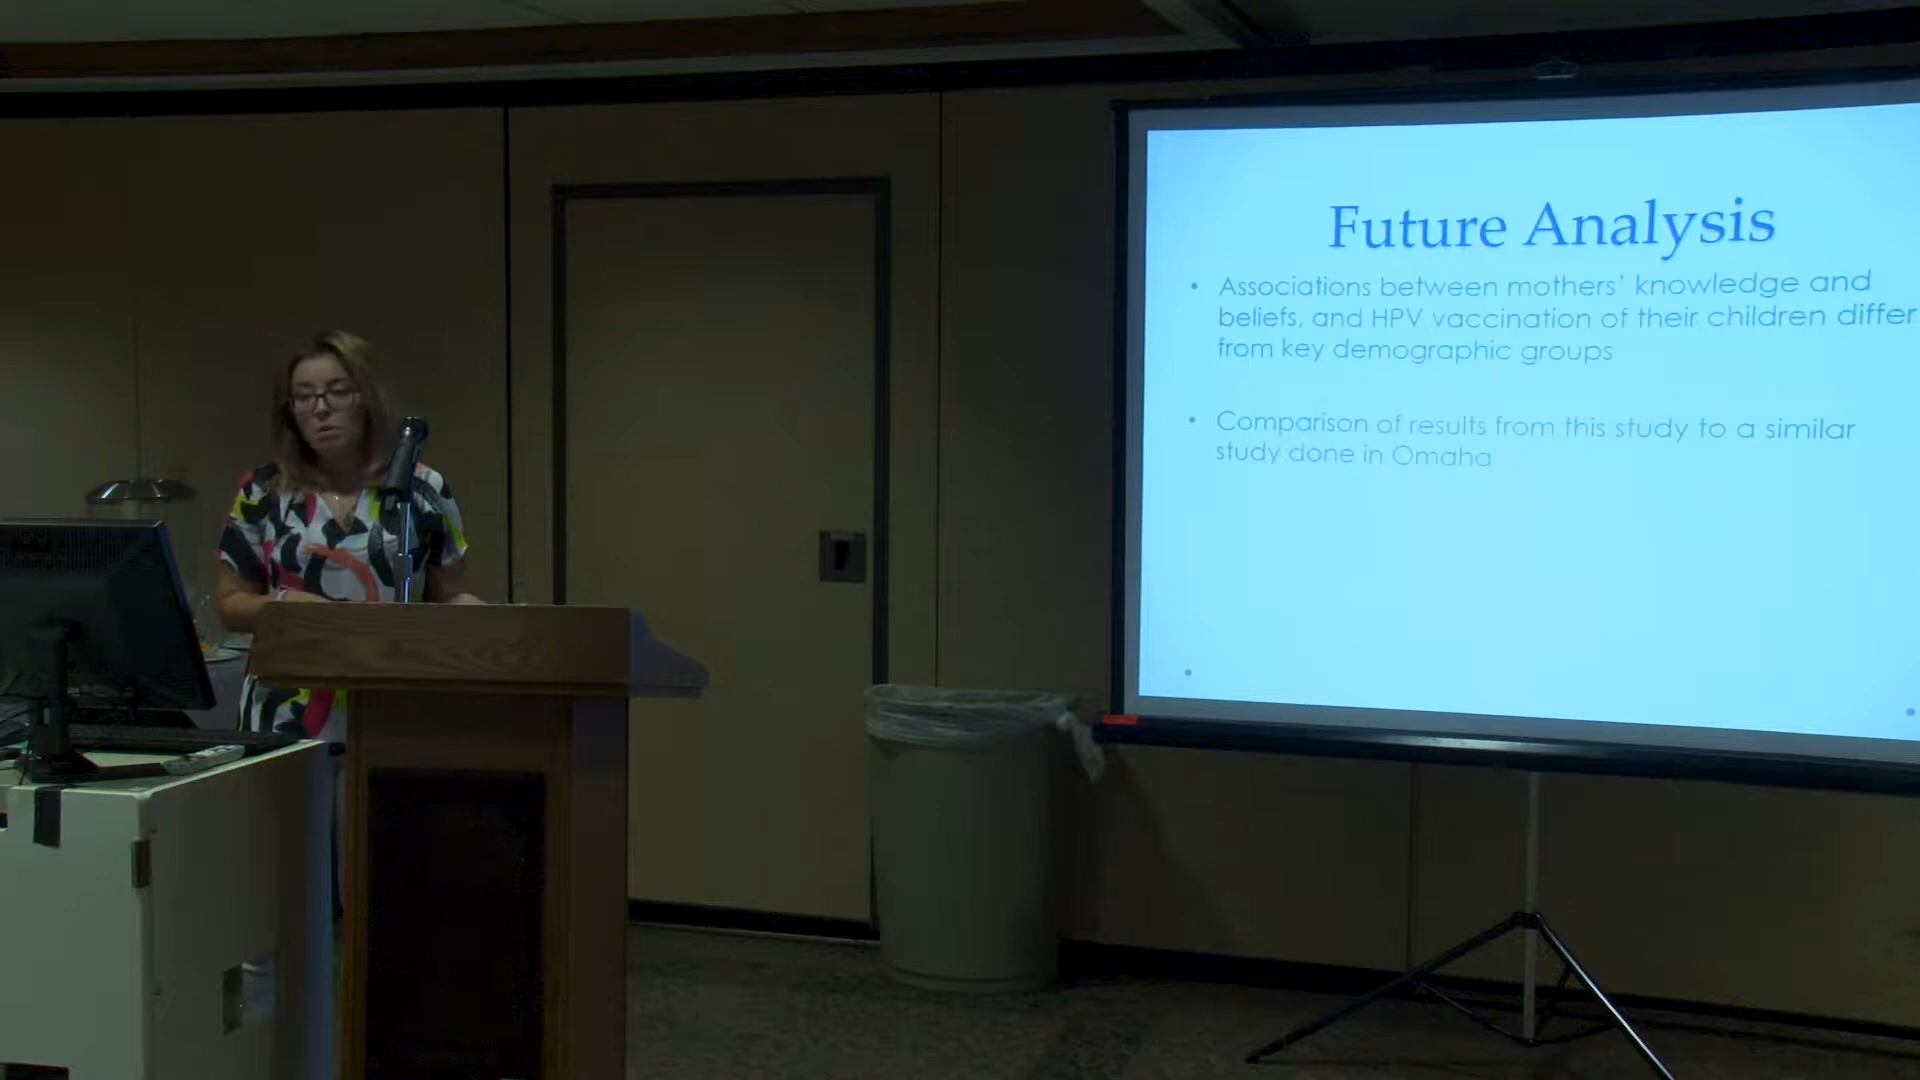 Future Analysis
• Associations between mothers' knowledge and
beliefs, and HPV vaccination of their children differ
from key demographic groups
• Comparison of results from this study to a similar
study done in Omaha